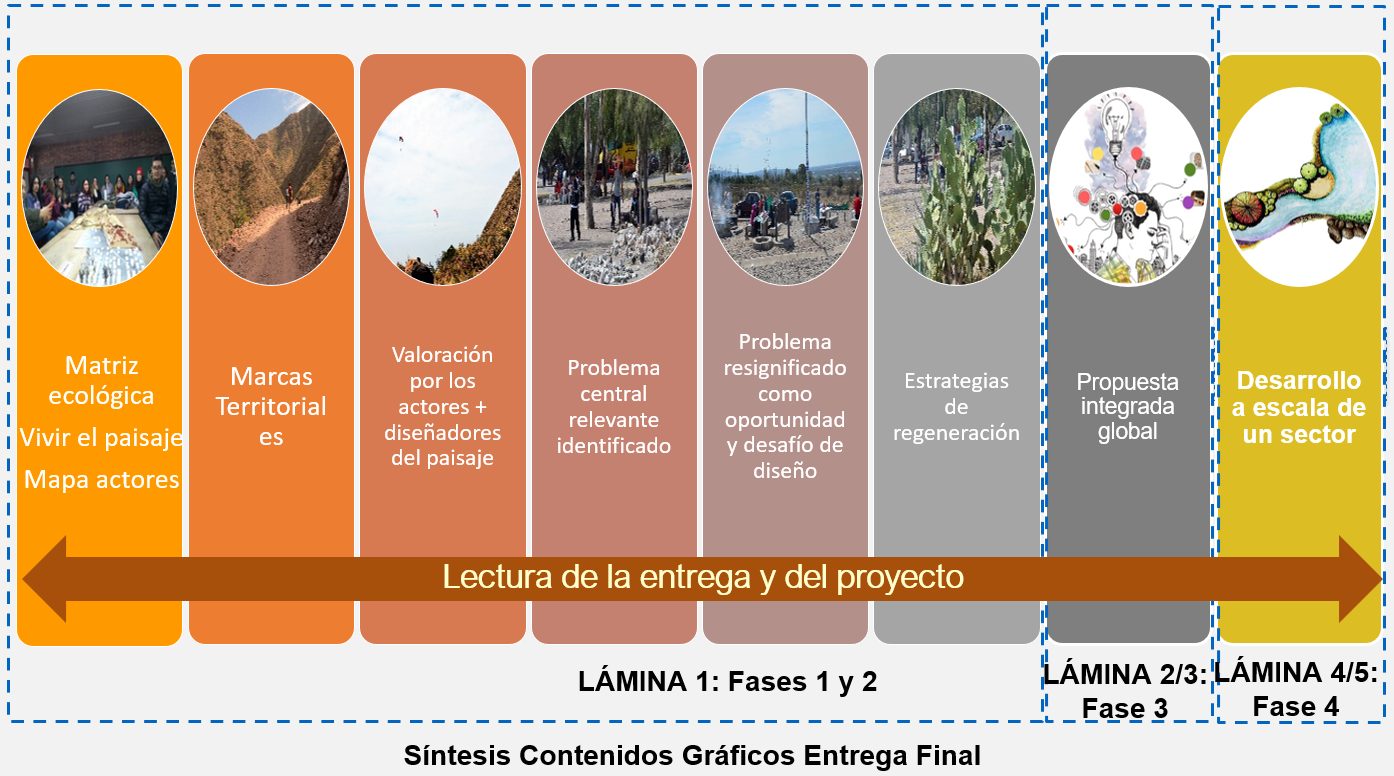 Matriz
ecológica
Vivir el paisaje
Mapa actores
Marcas
Territorial
es
Valoración
por los
actores +
diseñadores
del paisaje
Problema
central
relevante
identificado
Problema
resignificado
como
oportunidad
y desafío de
diseño
Estrategias
de
regeneración
Propuesta
integrada
global
Desarrollo
a escala de
un sector
Lectura de la entrega y del proyecto
LÁMINA 1: Fases 1 y 2
LÁMINA 2/3:
Fase 3
LÁMINA 4/5:
Fase 4
Síntesis Contenidos Gráficos Entrega Final